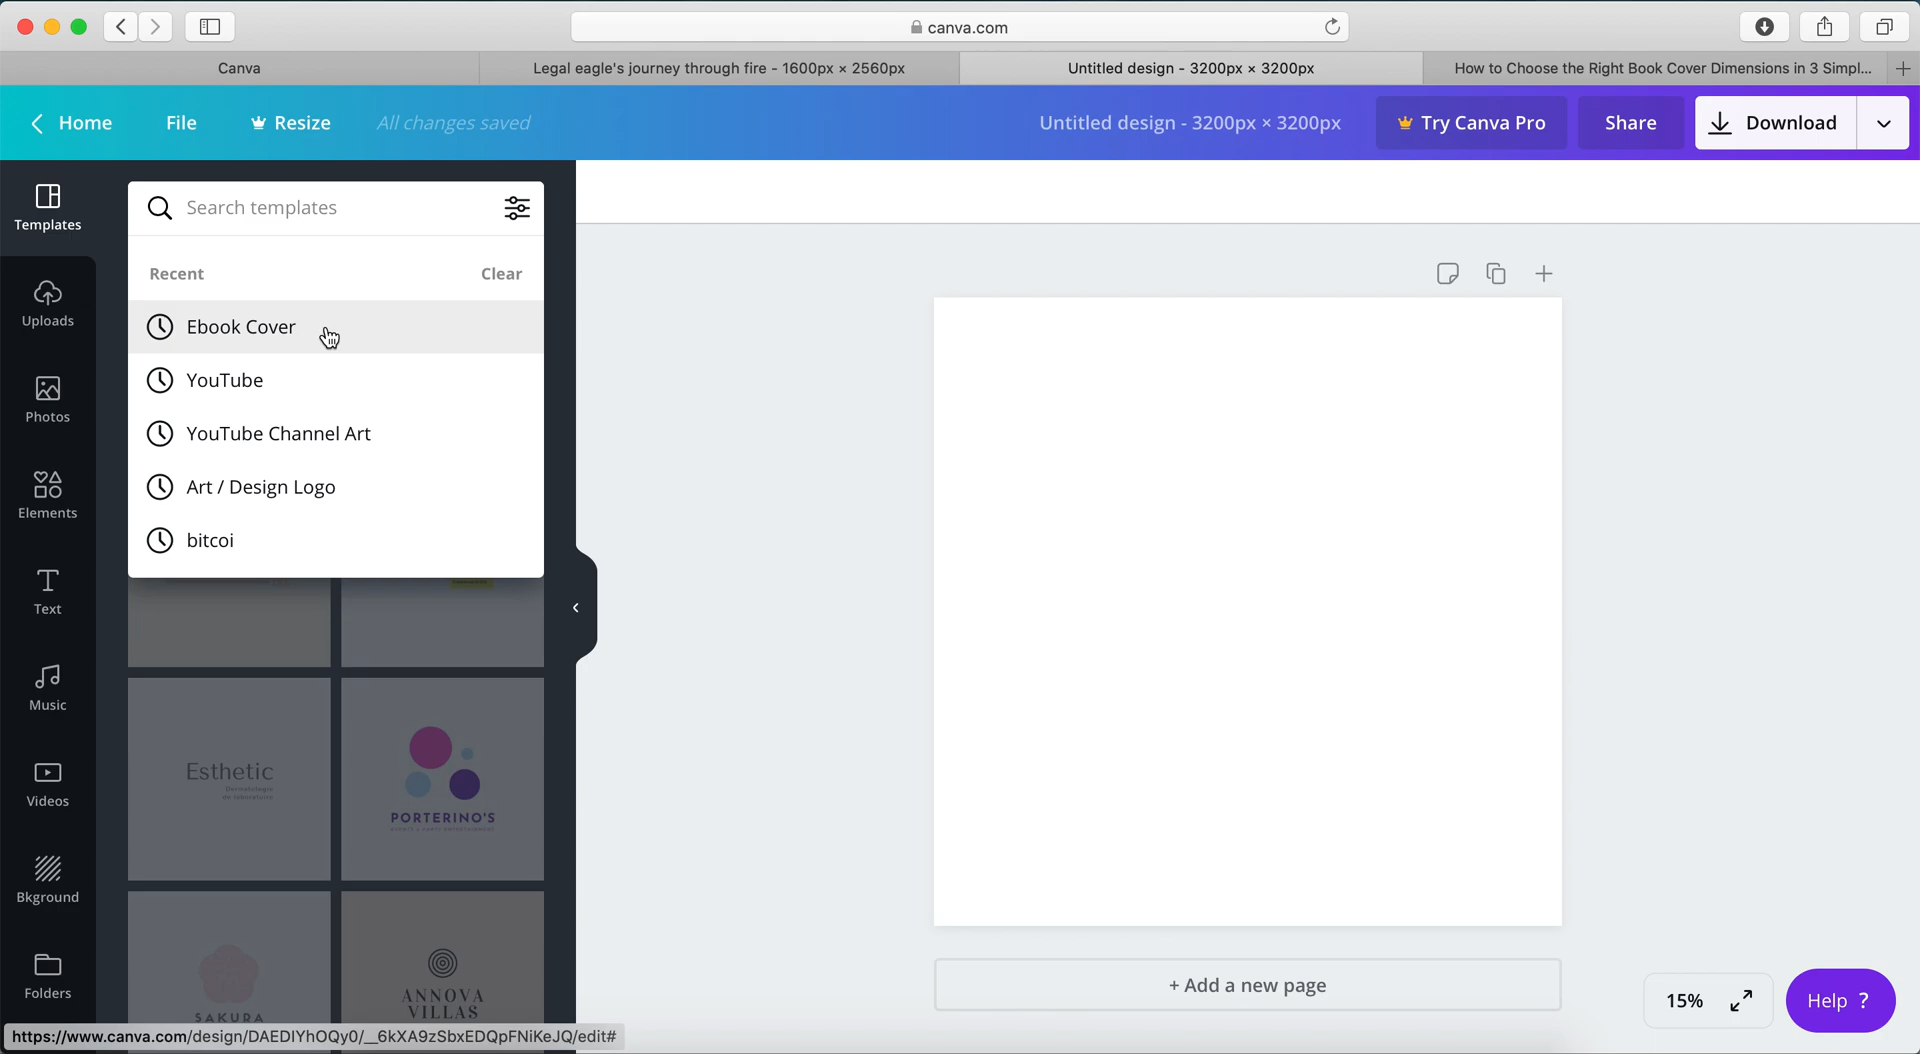 canva.com
Canva
Legal eagle's journey through fire - 1600px × 2560px
Untitled design - 3200px × 3200px
How to Choose the Right Book Cover Dimensions in 3 Simpl...
Home
File
Resize
All changes saved
Untitled design - 3200px × 3200px
Try Canva Pro
Share
Download
Templates
Search templates
Recent
Clear
Uploads
Ebook Cover
YouTube
Photos
YouTube Channel Art
Elements
Art / Design Logo
bitcoi
Text
Music
Esthetic
Dermatologie
de laboratoire
PORTERINO'S
Videos
Bkground
Folders
SAKURA
ANNOVA
VILLAS
+ Add a new page
15%
Help ?
https://www.canva.com/design/DAEDIYhOQy0/__6kXA9zSbxEDQpFNiKeJQ/edit#